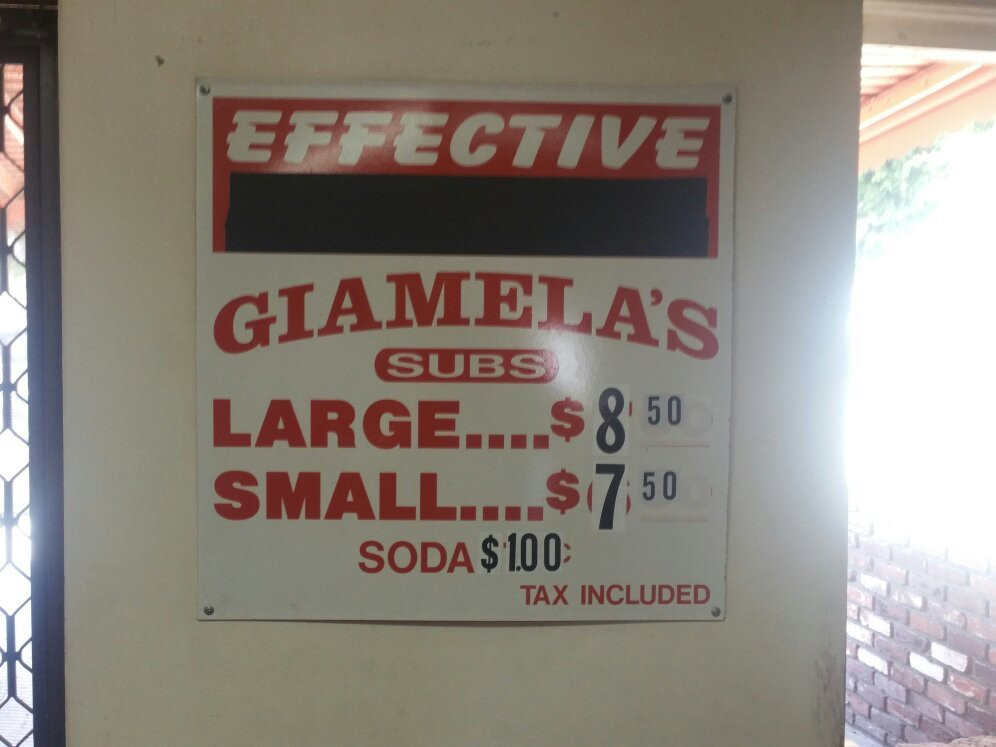 EFFECTIVE
GIAMELA'S
SUBS
LARGE....$ 8 50
SMALL....$ 7 50
SODA $1.00
TAX INCLUDED